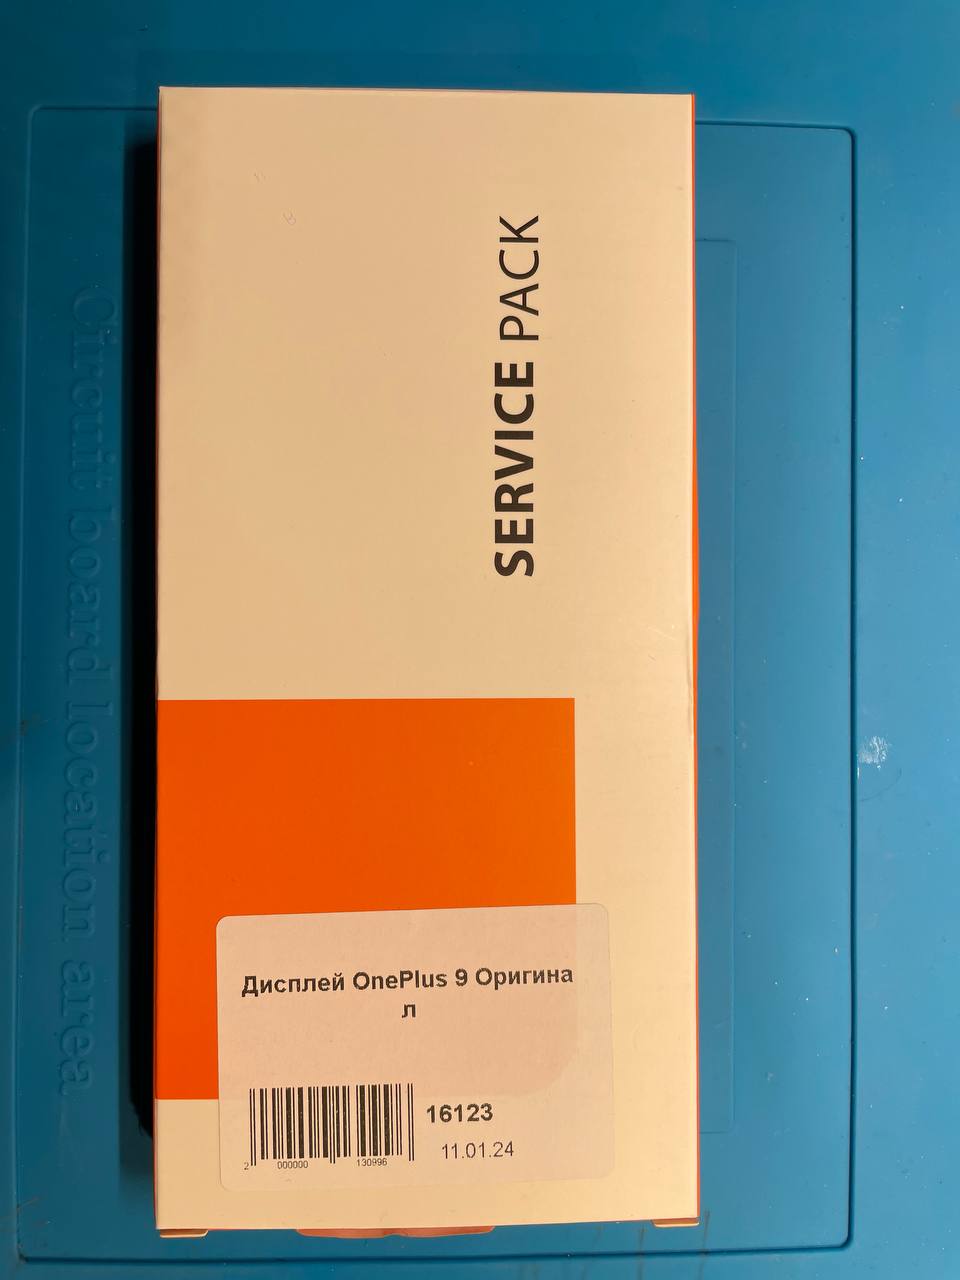 SERVICE PACK
Дисплей OnePlus 9 Оригина
л
16123
11.01.24
2 000000 130996
Circuit board location area